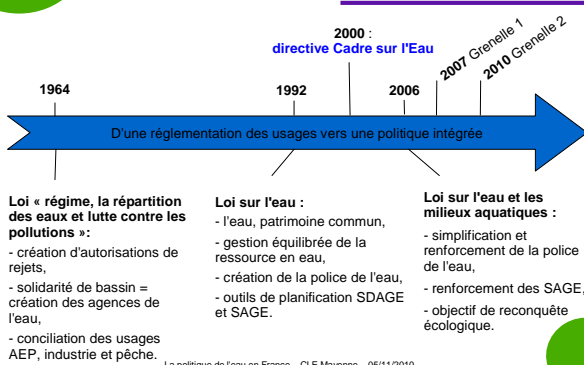 2000 :
directive Cadre sur l'Eau
2007 Grenelle 1
2010 Grenelle 2
1964
1992
2006
D'une réglementation des usages vers une politique intégrée
Loi « régime, la répartition
des eaux et lutte contre les
pollutions »:
- création d'autorisations de
rejets,
- solidarité de bassin =
création des agences de
l'eau,
- conciliation des usages
AEP, industrie et pêche.
Loi sur l'eau :
- l'eau, patrimoine commun,
- gestion équilibrée de la
ressource en eau,
- création de la police de l'eau,
- outils de planification SDAGE
et SAGE.
Loi sur l'eau et les
milieux aquatiques :
- simplification et
renforcement de la police
de l'eau,
- renforcement des SAGE,
- objectif de reconquête
écologique.
La politique de l'eau en France – CLE Mayenne – 05/11/2010